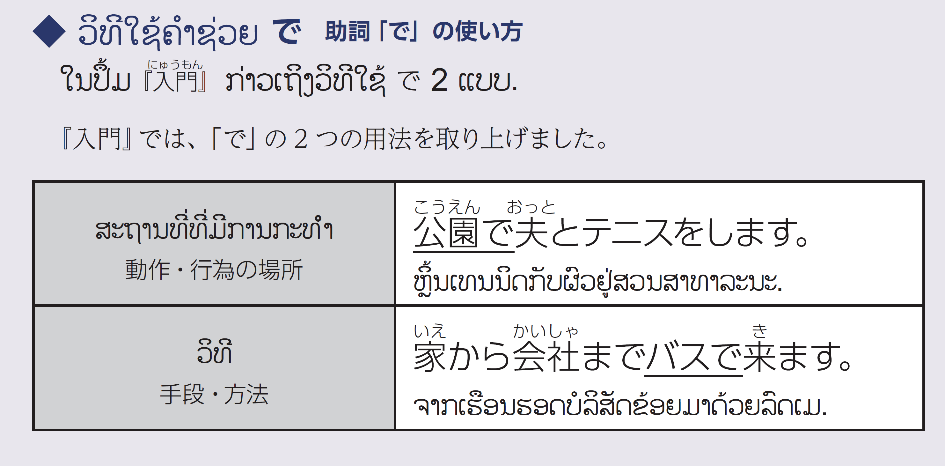 ◆ ວິທີໃຊ້ຄຳຊ່ວຍ で 助詞「で」の使い方
にゅうもん
ໃນປຶ້ມ『入門』ກ່າວເຖິງວິທີໃຊ້ で 2 ແບບ.
『入門』では、「で」の2つの用法を取り上げました。
ສະຖານທີ່ທີ່ມີການກະທຳ
動作・行為の場所
こうえん おっと
公園で夫とテニスをします。
ຫຼິ້ນເທນນິດກັບຜົວຢູ່ສວນສາທາລະນະ.
ວິທີ
手段・方法
いえ かいしゃ き
家から会社までバスで来ます。
ຈາກເຮືອນຮອດບໍລິສັດຂ້ອຍມາດ້ວຍລົດເມ.